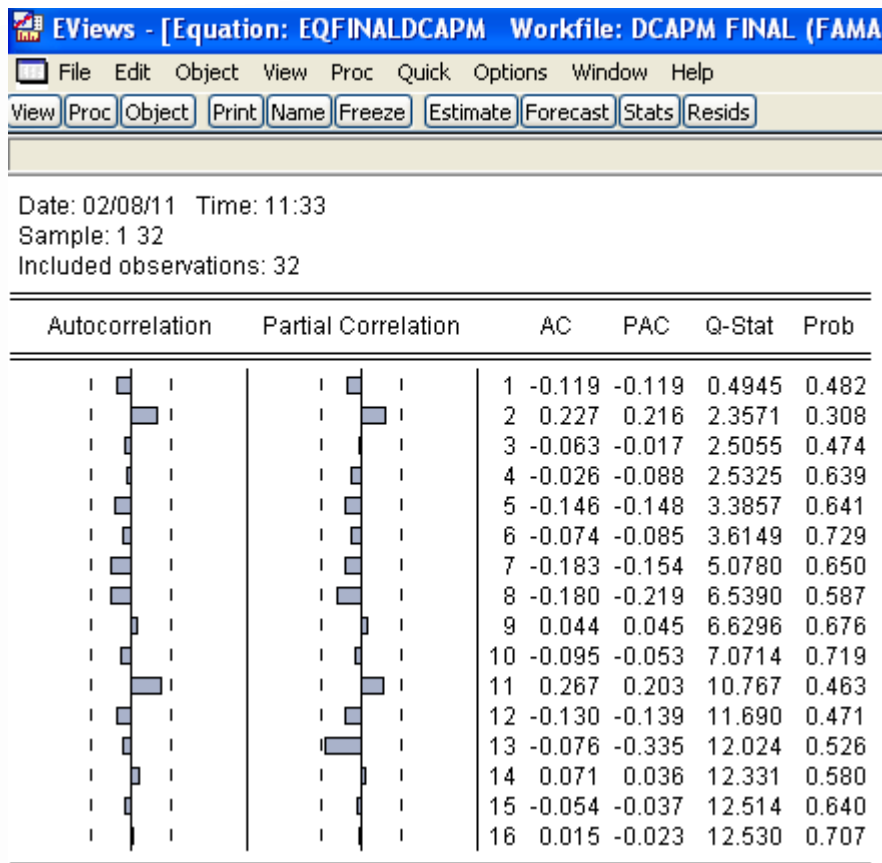 EViews - [Equation: EQFINALDCAPM Workfile: DCAPM FINAL (FAMA
File Edit Object View Proc Quick Options Window Help
View Proc Object Print Name Freeze Estimate Forecast Stats Resids
Date: 02/08/11 Time: 11:33
Sample: 1 32
Included observations: 32
Autocorrelation Partial Correlation AC PAC Q-Stat Prob
1 -0.119 -0.119 0.4945 0.482
2 0.227 0.216 2.3571 0.308
3 -0.063 -0.017 2.5055 0.474
4 -0.026 -0.088 2.5325 0.639
5 -0.146 -0.148 3.3857 0.641
6 -0.074 -0.085 3.6149 0.729
7 -0.183 -0.154 5.0780 0.650
8 -0.180 -0.219 6.5390 0.587
9 0.044 0.045 6.6296 0.676
10 -0.095 -0.053 7.0714 0.719
11 0.267 0.203 10.767 0.463
12 -0.130 -0.139 11.690 0.471
13 -0.076 -0.335 12.024 0.526
14 0.071 0.036 12.331 0.580
15 -0.054 -0.037 12.514 0.640
16 0.015 -0.023 12.530 0.707